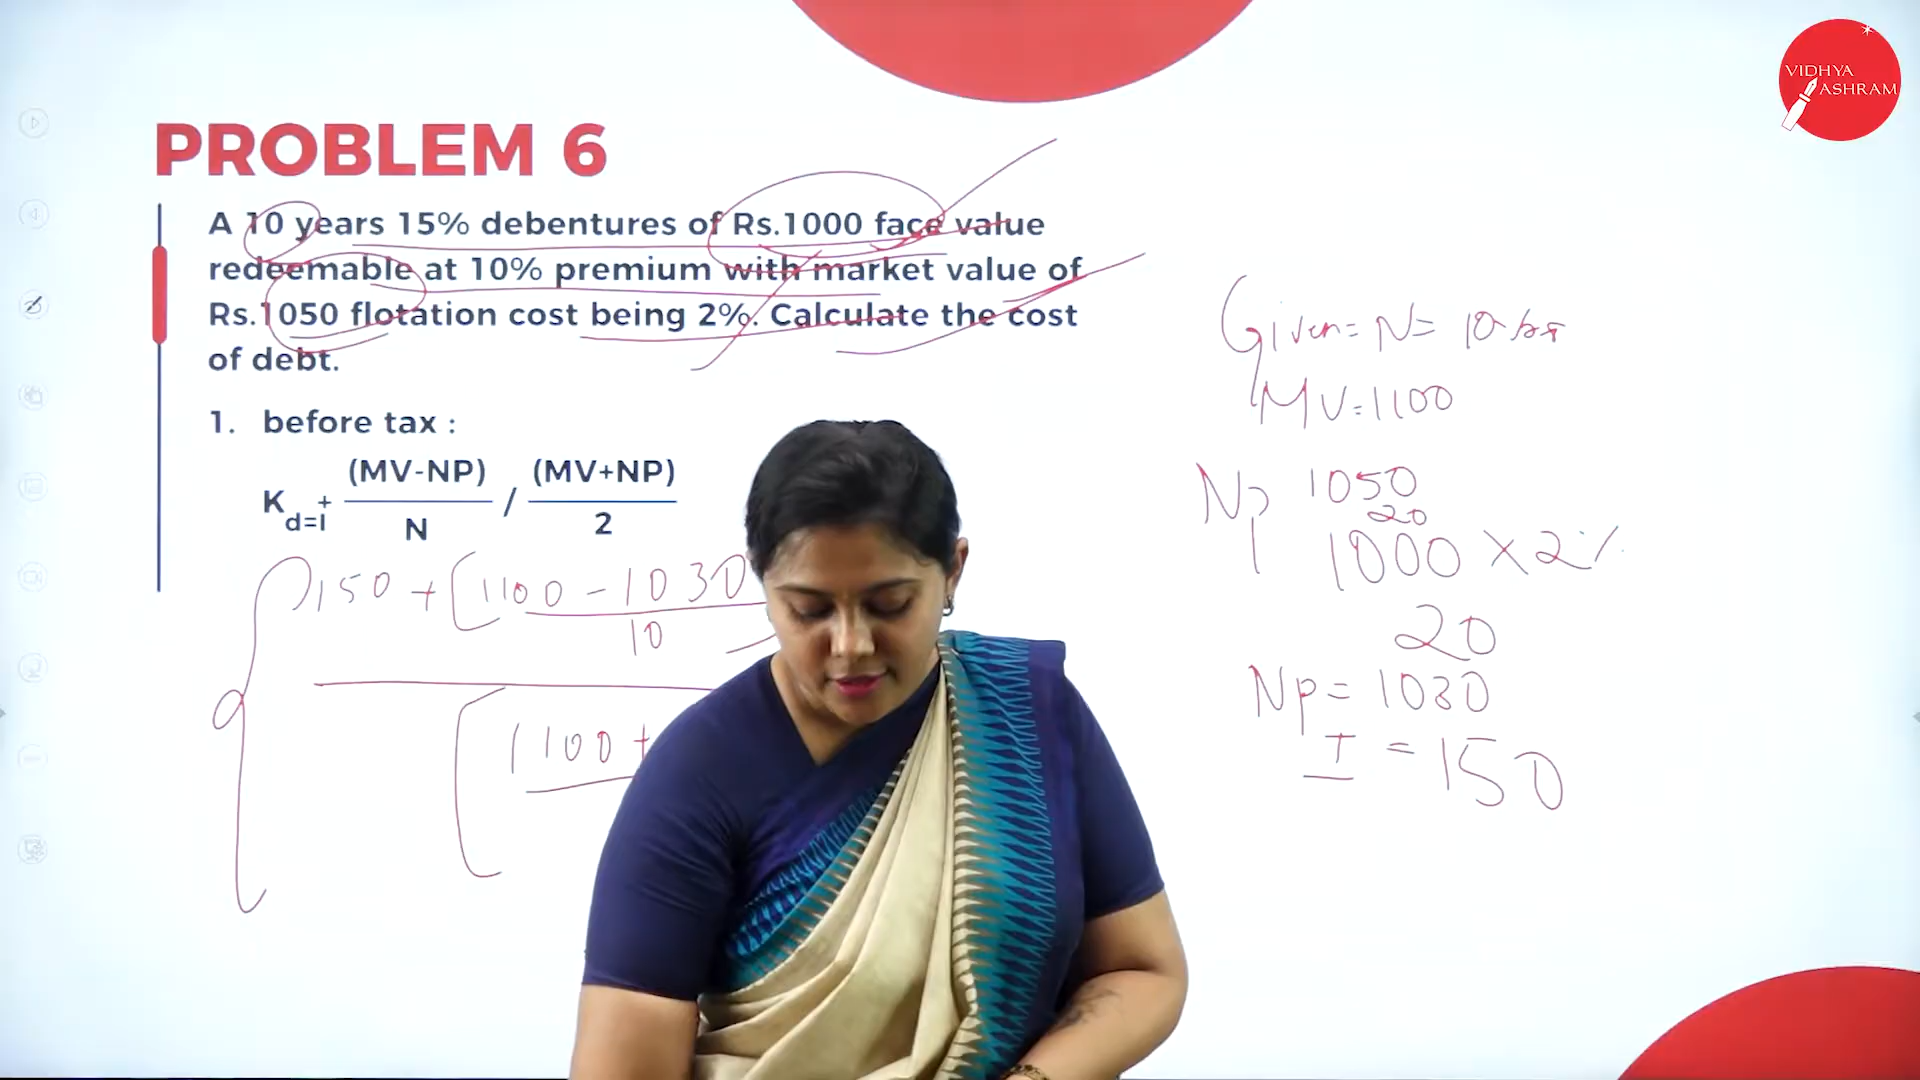 VIDHYA
ASHRAM
PROBLEM 6
A 10 years 15% debentures of Rs.1000 face value
redeemable at 10% premium with market value of
Rs.1050 flotation cost being 2%. Calculate the cost
of debt.
1. before tax :
(MV-NP) (MV+NP)
K d=I + /
N 2
150 + [1100 - 1030
10
[1100 +
Given = N = 10
MV = 1100
Np 1050
20
1000 × 2%
20
Np = 1030
I = 150